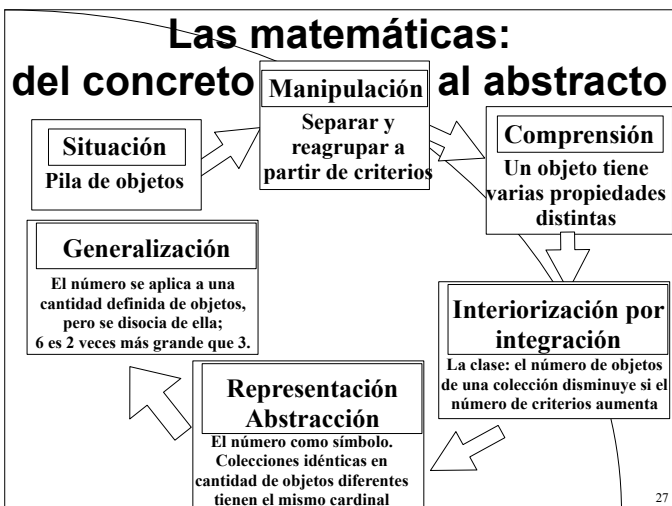 Las matemáticas:
del concreto al abstracto
Situación
Pila de objetos
Manipulación
Separar y
reagrupar a
partir de criterios
Comprensión
Un objeto tiene
varias propiedades
distintas
Interiorización por
integración
La clase: el número de objetos
de una colección disminuye si el
número de criterios aumenta
Representación
Abstracción
El número como símbolo.
Colecciones idénticas en
cantidad de objetos diferentes
tienen el mismo cardinal
Generalización
El número se aplica a una
cantidad definida de objetos,
pero se disocia de ella;
6 es 2 veces más grande que 3.
27